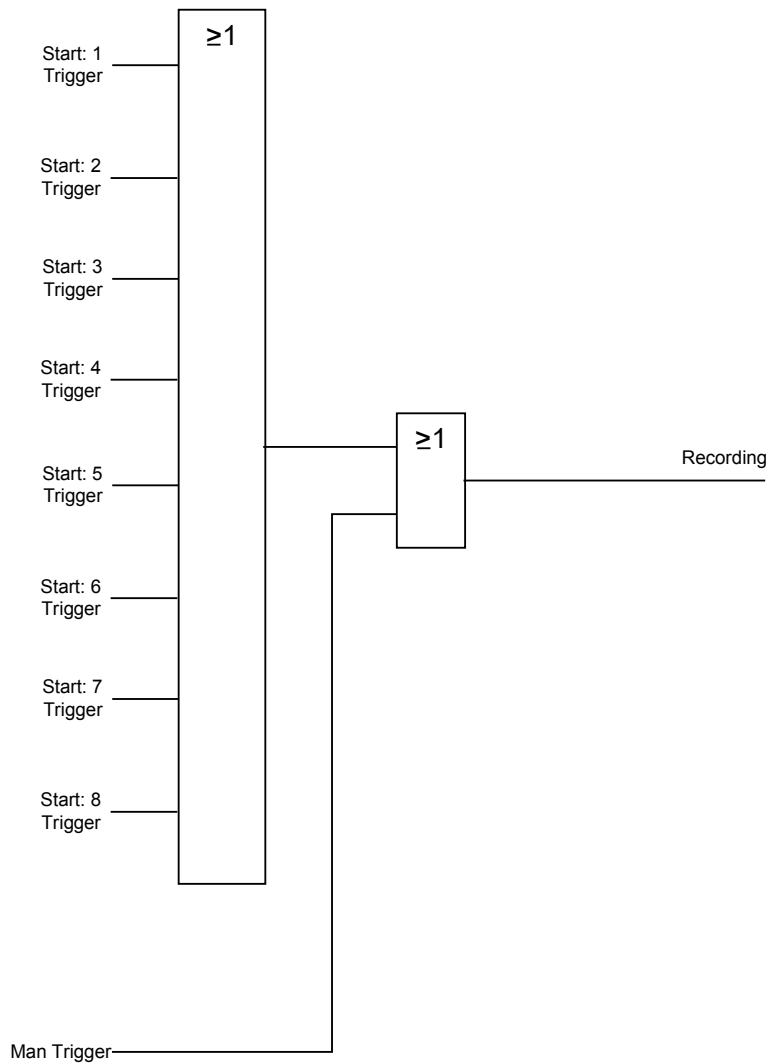 ≥1
Start: 1
Trigger
Start: 2
Trigger
Start: 3
Trigger
Start: 4
Trigger
≥1
Recording
Start: 5
Trigger
Start: 6
Trigger
Start: 7
Trigger
Start: 8
Trigger
Man Trigger